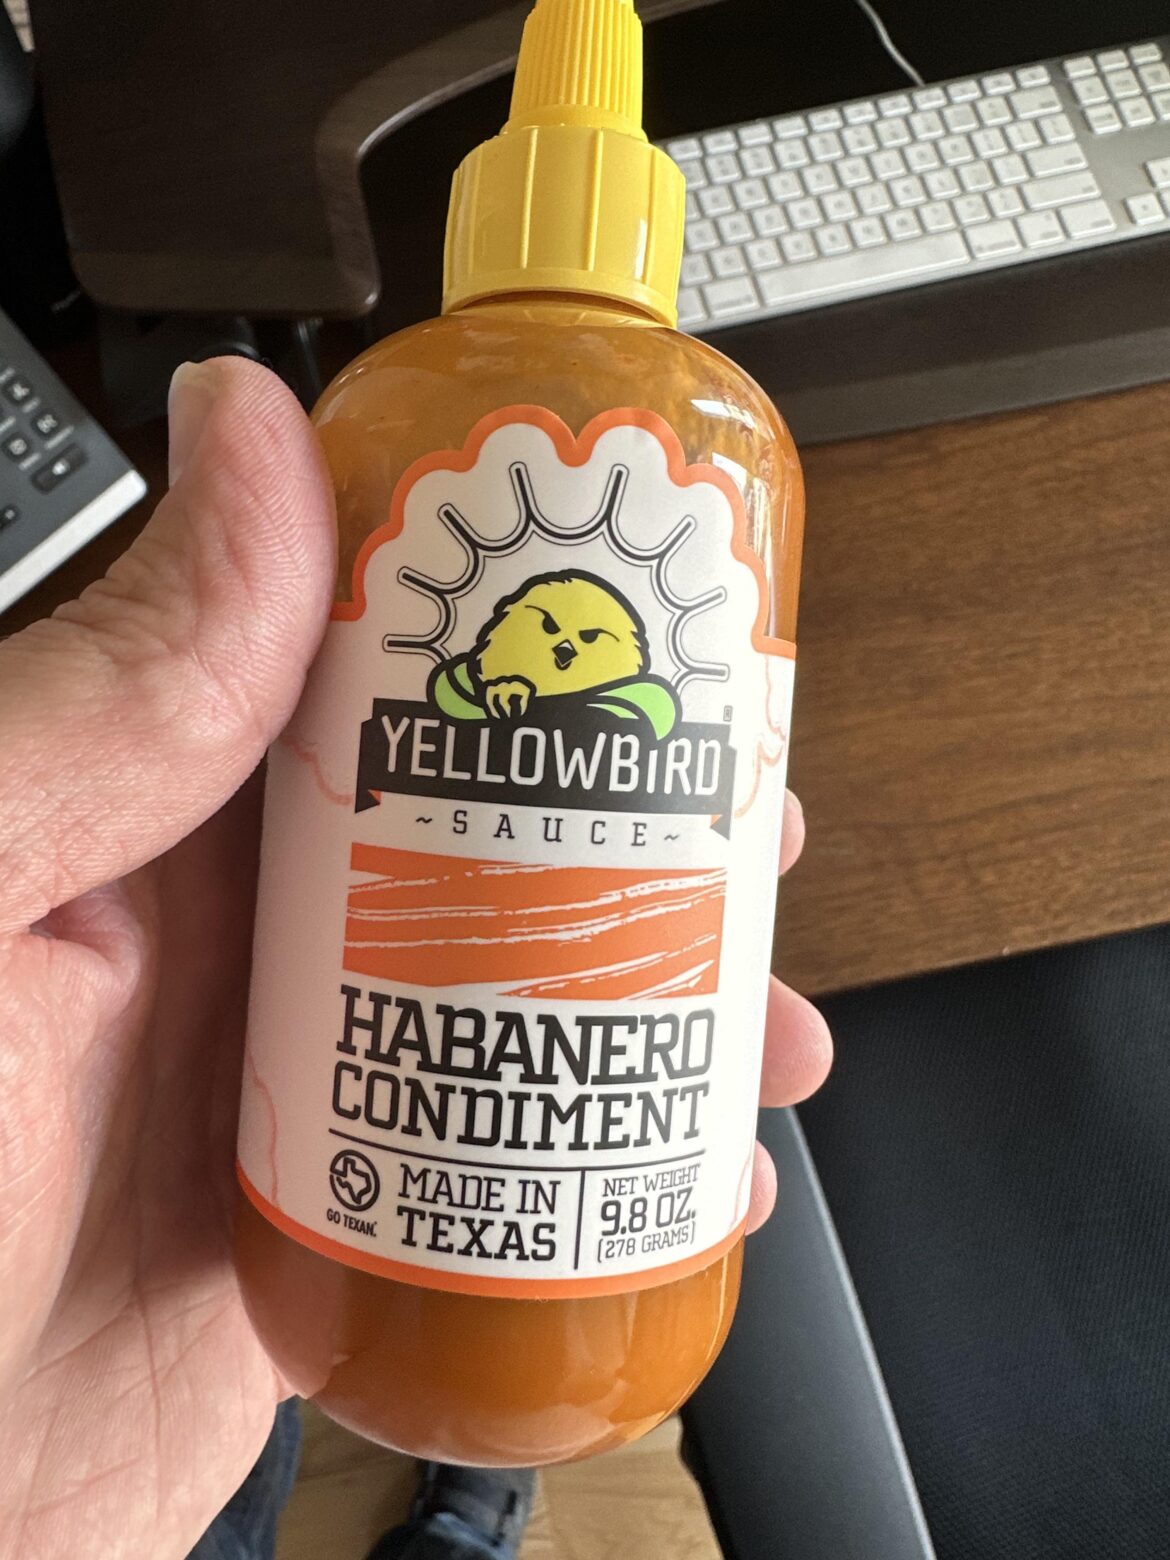 YELLOWBiRD
~ SAUCE ~
HABANERO
CONDIMENT
GO TEXAN.
MADE IN
TEXAS
NET WEIGHT
9.8 OZ.
(278 GRAMS)